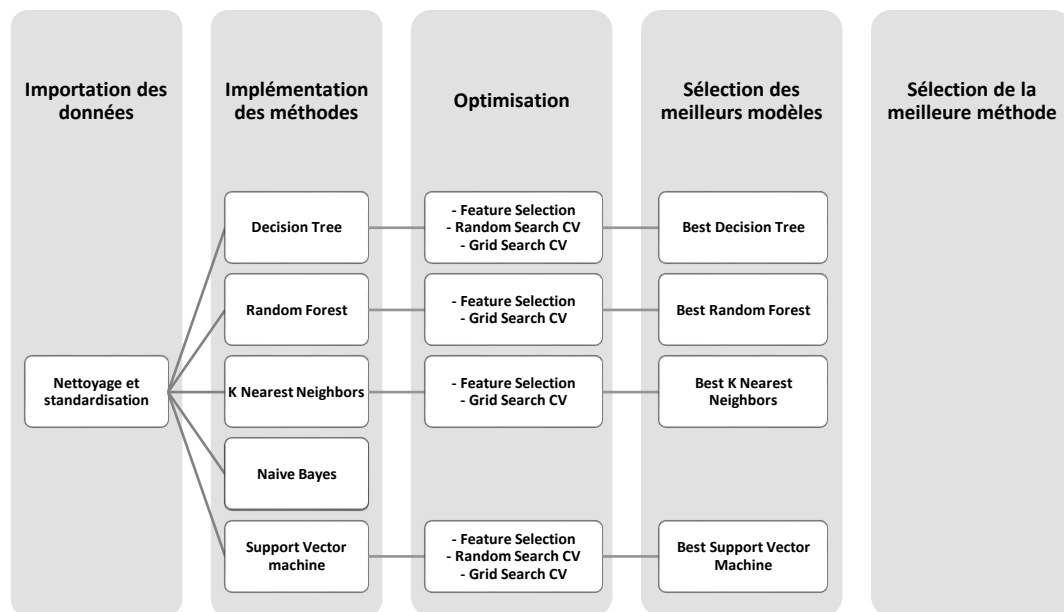 Importation des
données
Implémentation
des méthodes
Optimisation
Sélection des
meilleurs modèles
Sélection de la
meilleure méthode
Nettoyage et
standardisation
Decision Tree
- Feature Selection
- Random Search CV
- Grid Search CV
Best Decision Tree
Random Forest
- Feature Selection
- Grid Search CV
Best Random Forest
K Nearest Neighbors
- Feature Selection
- Grid Search CV
Best K Nearest
Neighbors
Naive Bayes
Support Vector
machine
- Feature Selection
- Random Search CV
- Grid Search CV
Best Support Vector
Machine